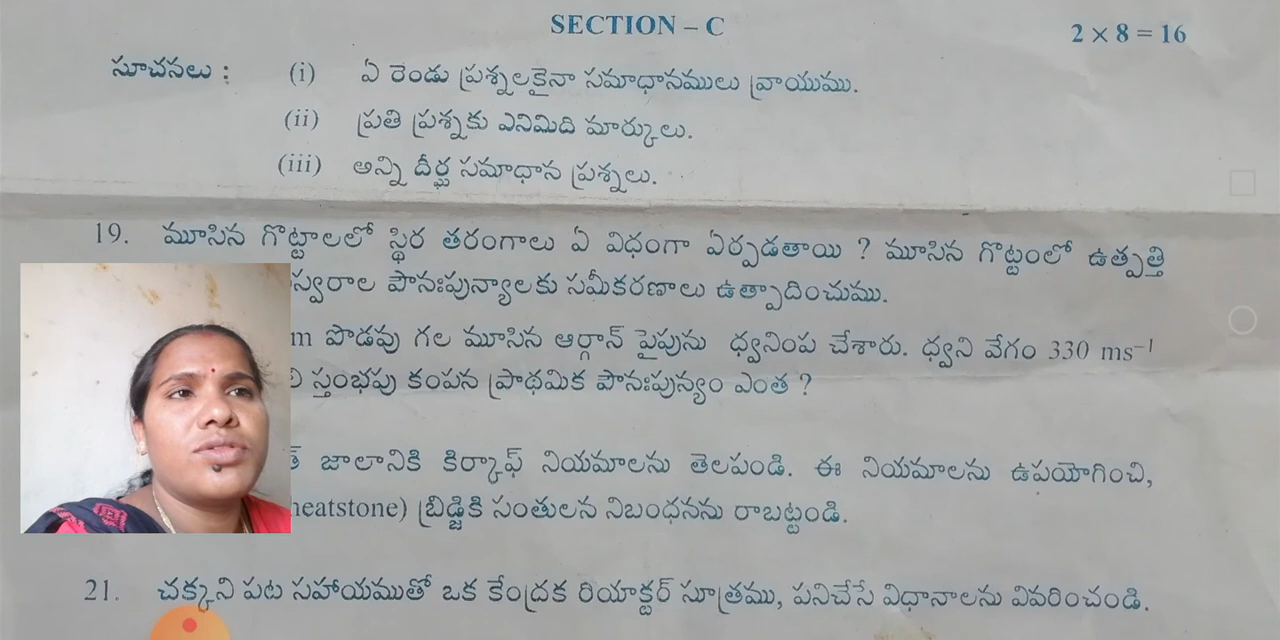 SECTION – C
2 × 8 = 16
సూచనలు : (i) ఏ రెండు ప్రశ్నలకైనా సమాధానములు వ్రాయుము.
(ii) ప్రతి ప్రశ్నకు ఎనిమిది మార్కులు.
(iii) అన్ని దీర్ఘ సమాధాన ప్రశ్నలు.
19. మూసిన గొట్టాలలో స్థిర తరంగాలు ఏ విధంగా ఏర్పడతాయి ? మూసిన గొట్టంలో ఉత్పత్తి
స్వరాల పౌనఃపున్యాలకు సమీకరణాలు ఉత్పాదించుము.
m పొడవు గల మూసిన ఆర్గాన్ పైపును ధ్వనింప చేశారు. ధ్వని వేగం 330 ms⁻¹
స్తంభపు కంపన ప్రాథమిక పౌనఃపున్యం ఎంత ?
జాలానికి కిర్కాఫ్ నియమాలను తెలపండి. ఈ నియమాలను ఉపయోగించి,
heatstone) బ్రిడ్జికి సంతులన నిబంధనను రాబట్టండి.
21. చక్కని పట సహాయముతో ఒక కేంద్రక రియాక్టర్ సూత్రము, పనిచేసే విధానాలను వివరించండి.